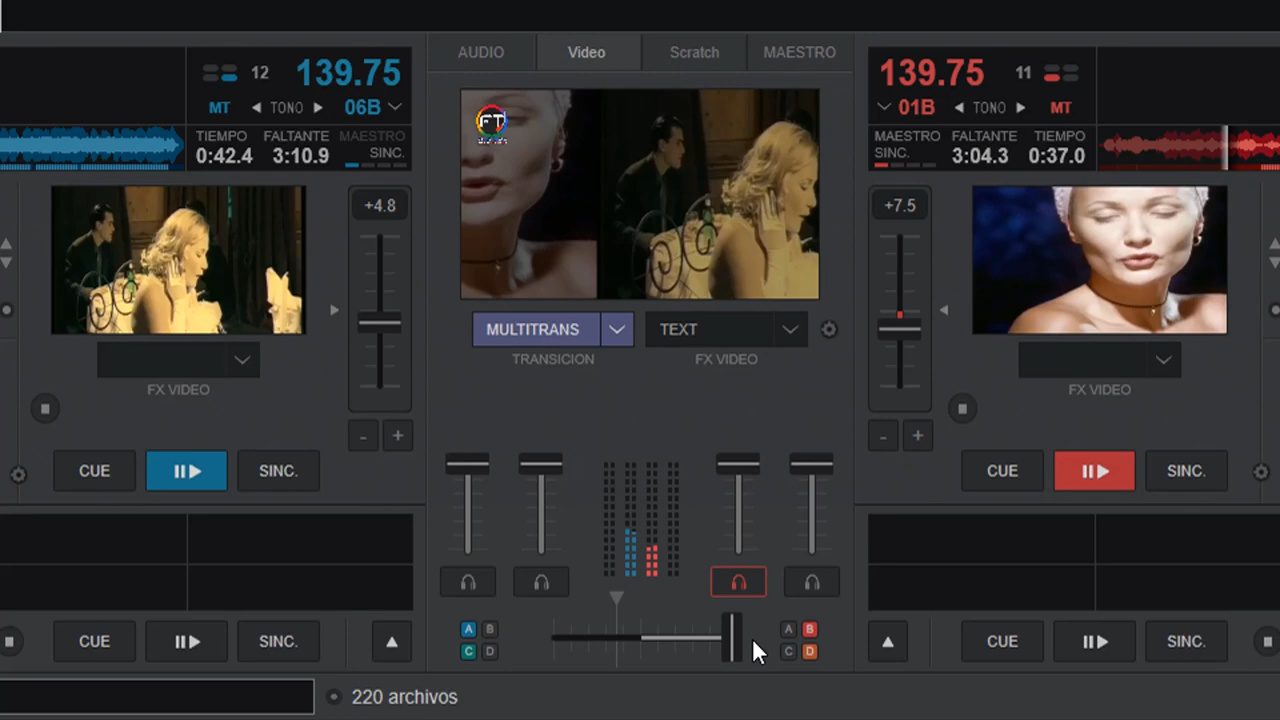 AUDIO Video Scratch MAESTRO
12 139.75
MT TONO 06B
TIEMPO FALTANTE MAESTRO
0:42.4 3:10.9 SINC.
139.75 11
01B TONO MT
MAESTRO FALTANTE TIEMPO
SINC. 3:04.3 0:37.0
FT
+4.8
+7.5
MULTITRANS TEXT
TRANSICION FX VIDEO
FX VIDEO
FX VIDEO
- +
- +
CUE SINC.
CUE SINC.
A B
C D
A B
C D
CUE SINC.
CUE SINC.
220 archivos